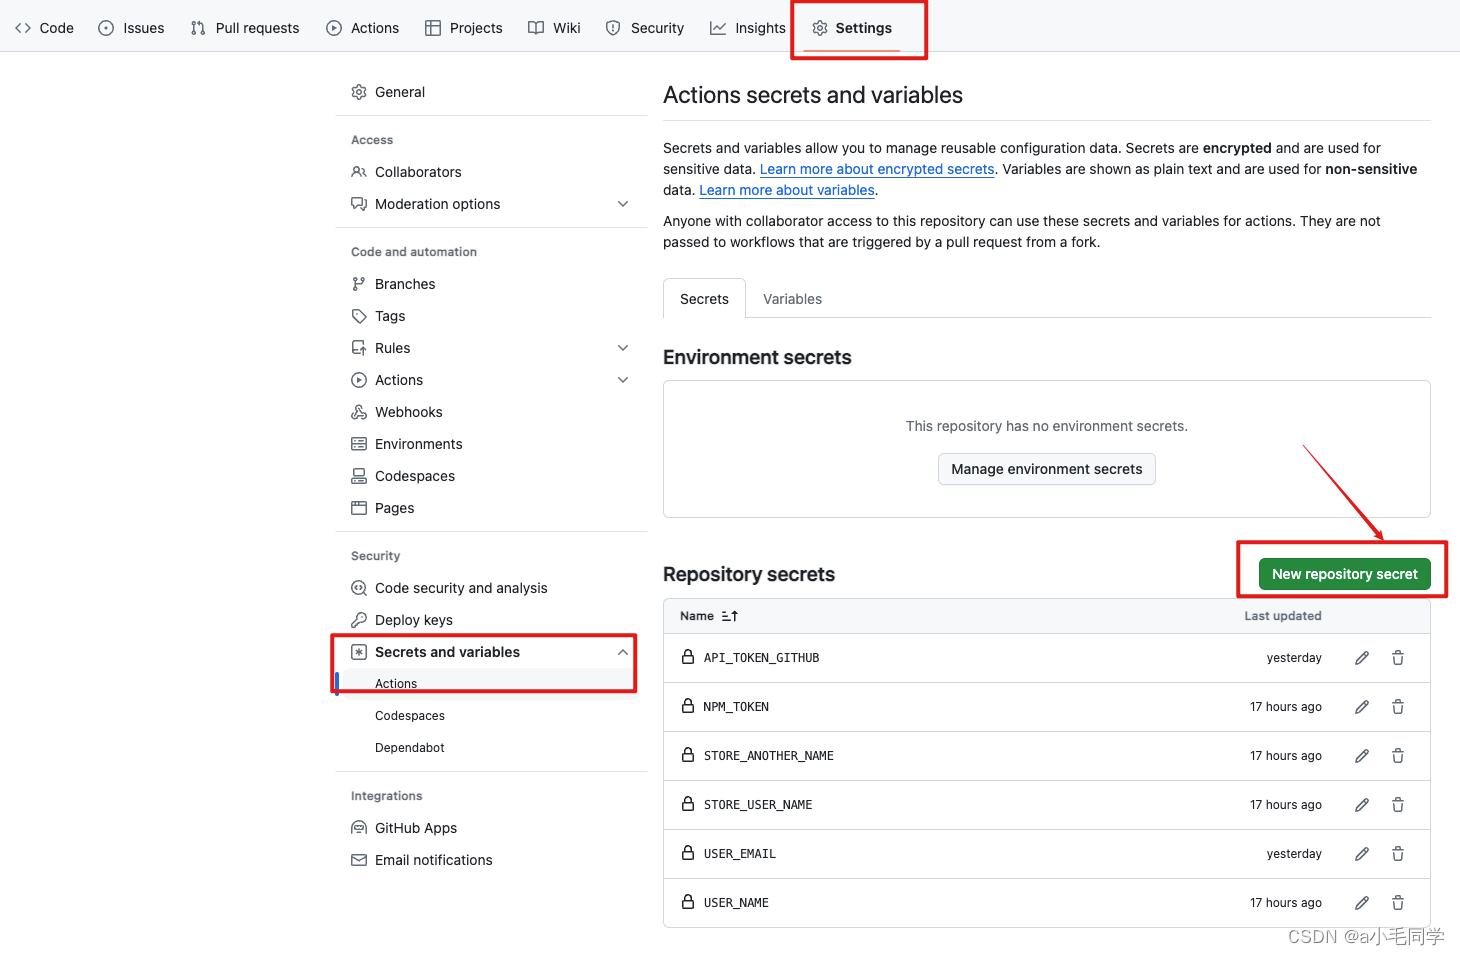 Code Issues Pull requests Actions Projects Wiki Security Insights Settings
General
Access
Collaborators
Moderation options
Code and automation
Branches
Tags
Rules
Actions
Webhooks
Environments
Codespaces
Pages
Security
Code security and analysis
Deploy keys
Secrets and variables
Actions
Codespaces
Dependabot
Integrations
GitHub Apps
Email notifications
Actions secrets and variables
Secrets and variables allow you to manage reusable configuration data. Secrets are encrypted and are used for
sensitive data. Learn more about encrypted secrets. Variables are shown as plain text and are used for non-sensitive
data. Learn more about variables.
Anyone with collaborator access to this repository can use these secrets and variables for actions. They are not
passed to workflows that are triggered by a pull request from a fork.
Secrets Variables
Environment secrets
This repository has no environment secrets.
Manage environment secrets
Repository secrets New repository secret
Name Last updated
API_TOKEN_GITHUB yesterday
NPM_TOKEN 17 hours ago
STORE_ANOTHER_NAME 17 hours ago
STORE_USER_NAME 17 hours ago
USER_EMAIL yesterday
USER_NAME 17 hours ago
CSDN @a小毛同学